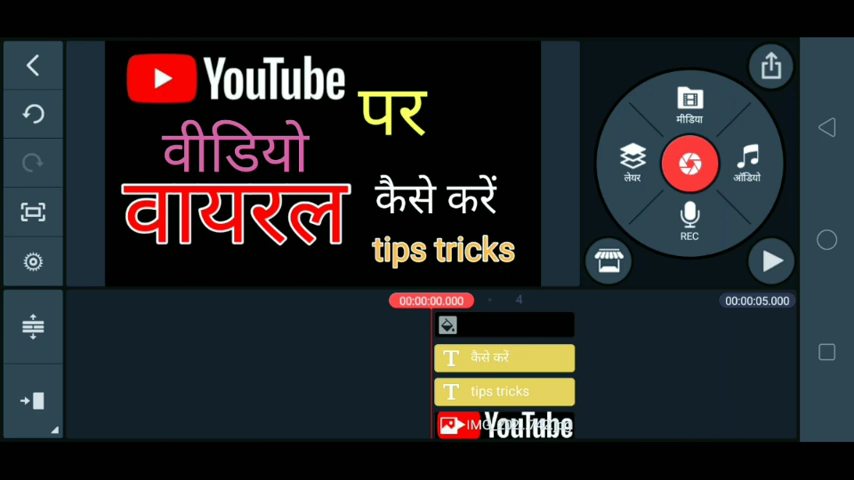 YouTube
पर
वीडियो
वायरल
कैसे करें
tips tricks
मीडिया
लेयर
ऑडियो
REC
00:00:00.000
4
00:00:05.000
कैसे करें
tips tricks
YouTube